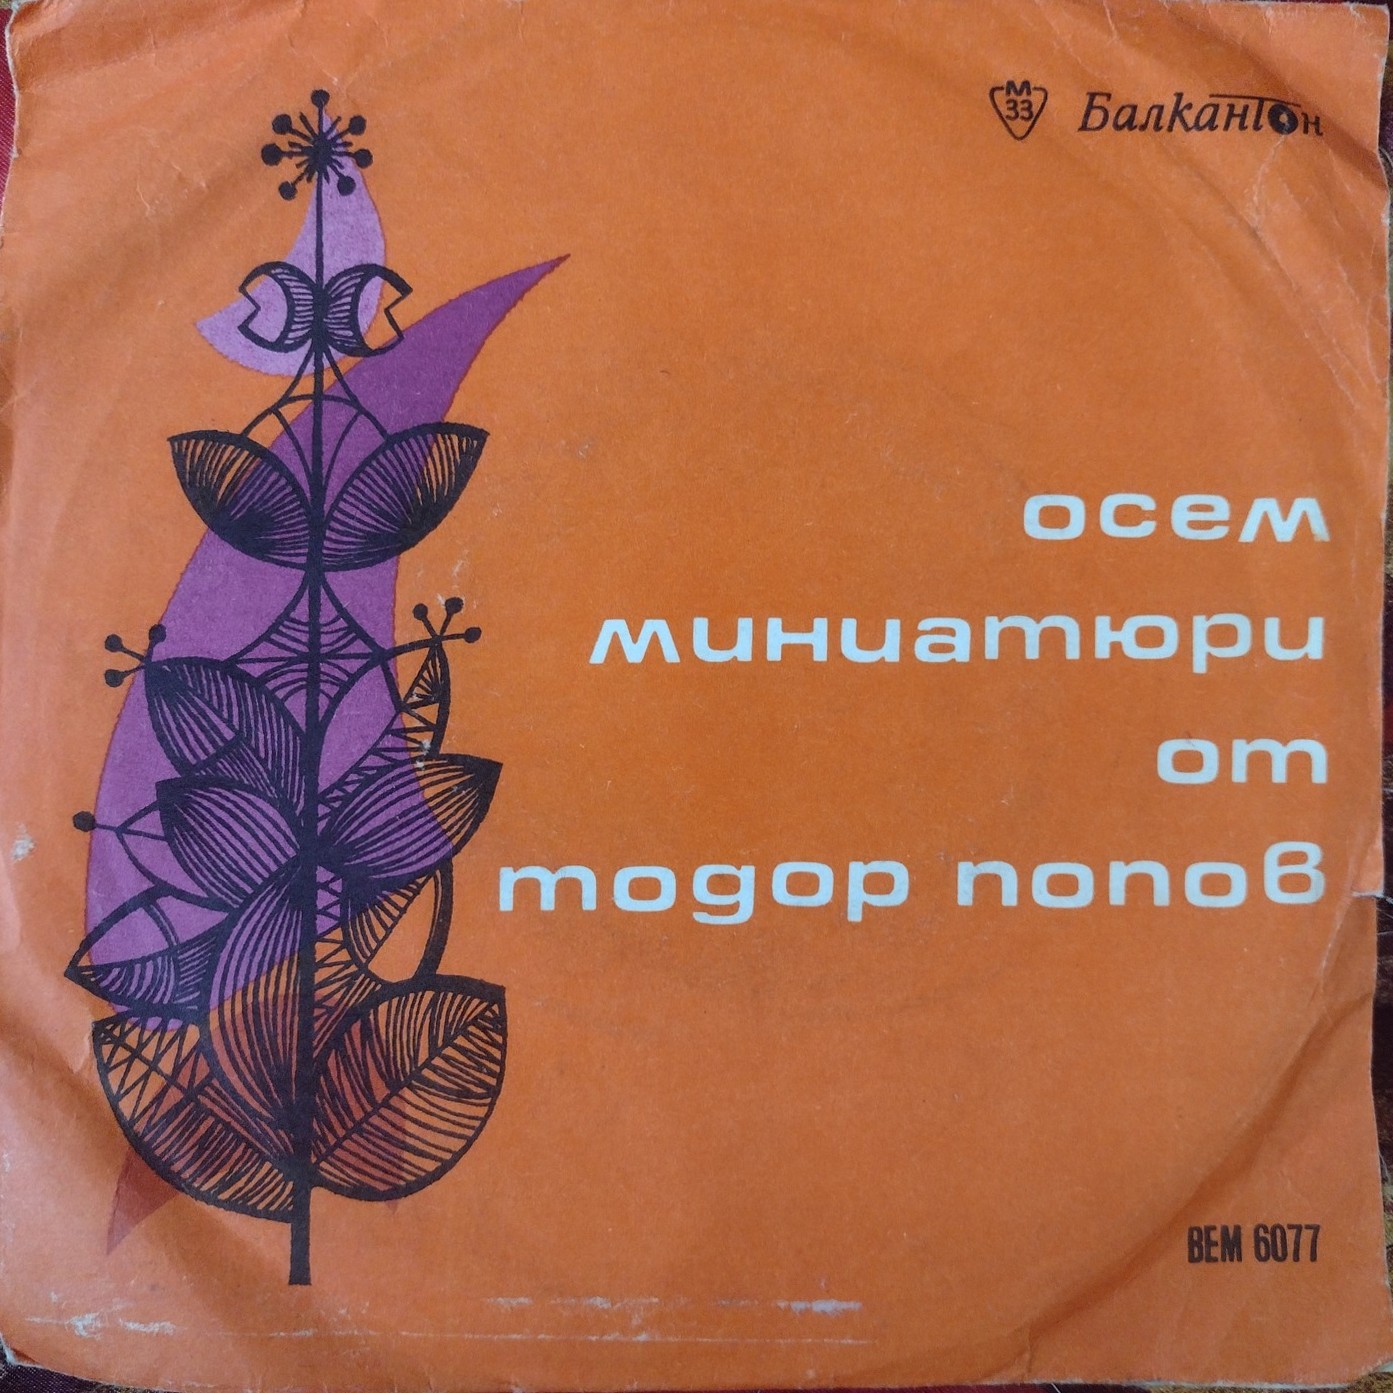 М
33
Балкантон
осем
миниатюри
от
тодор попов
ВЕМ 6077